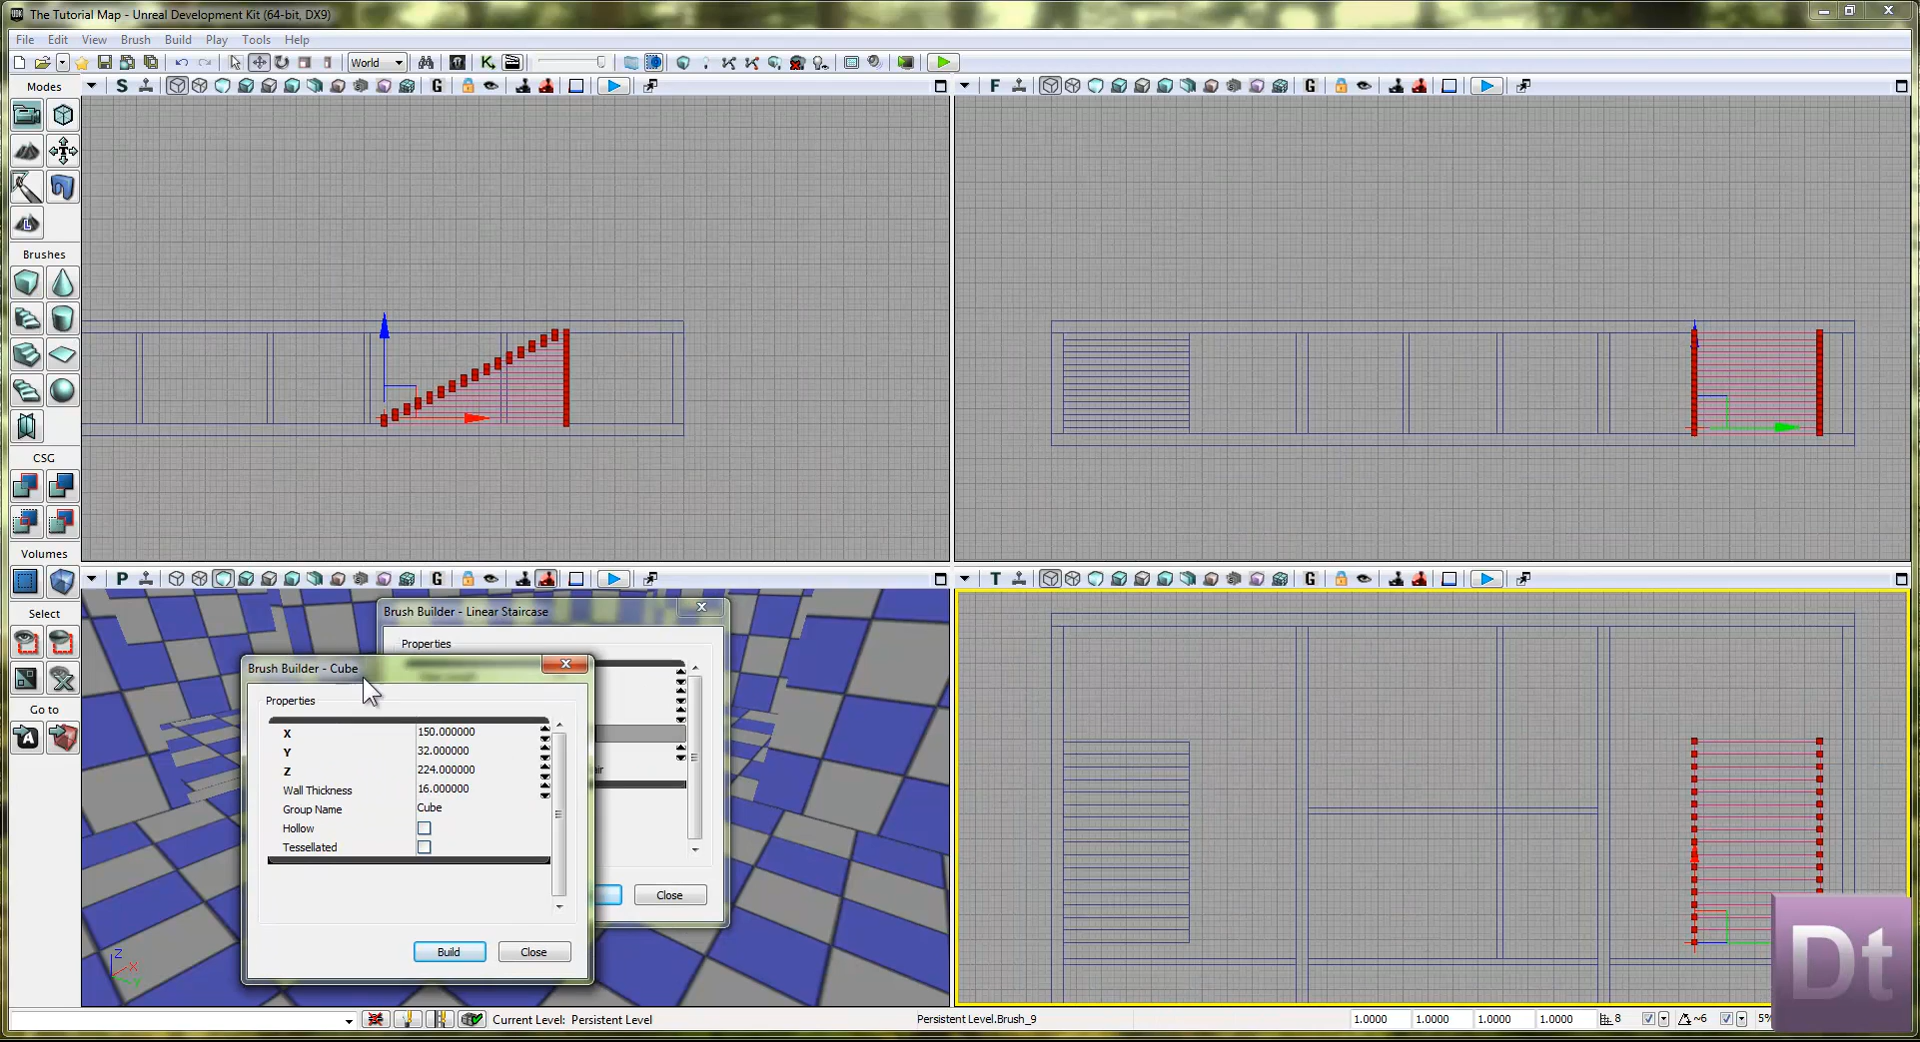 The Tutorial Map - Unreal Development Kit (64-bit, DX9)
File Edit View Brush Build Play Tools Help
World
Modes
S
G
F
G
Brushes
CSG
Volumes
P
G
T
G
Select
Go to
Brush Builder - Linear Staircase
Properties
Close
Brush Builder - Cube
Properties
X 150.000000
Y 32.000000
Z 224.000000
Wall Thickness 16.000000
Group Name Cube
Hollow
Tessellated
Build Close
Z
X
Y
Dt
Current Level: Persistent Level
Persistent Level.Brush_9
1.0000 1.0000 1.0000 1.0000 8 ~6 5%